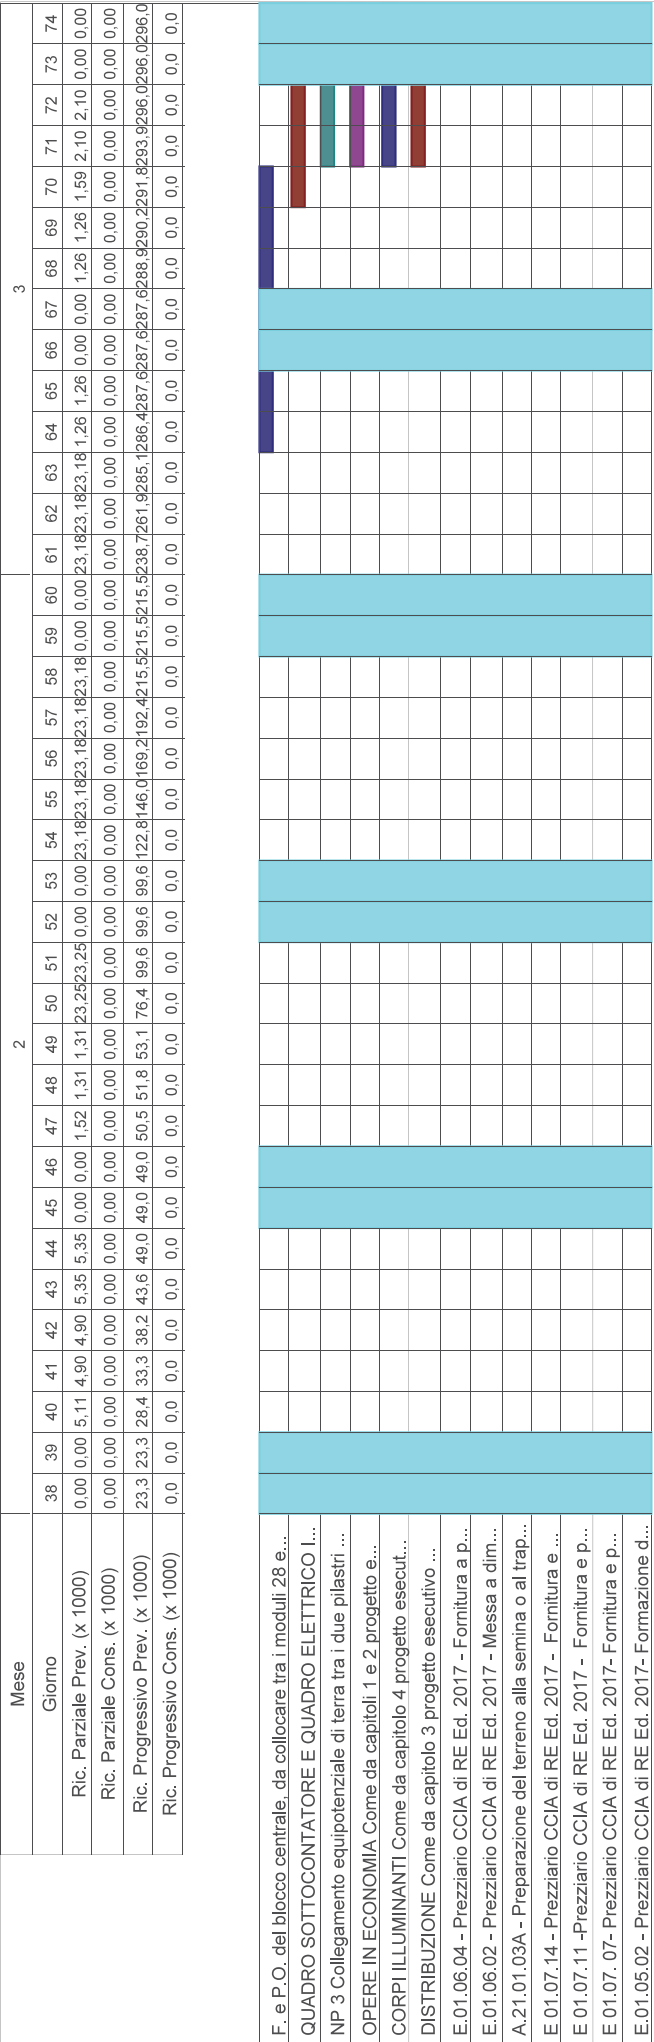 Mese 2 3
Giorno 38 39 40 41 42 43 44 45 46 47 48 49 50 51 52 53 54 55 56 57 58 59 60 61 62 63 64 65 66 67 68 69 70 71 72 73 74
Ric. Parziale Prev. (x 1000) 0,00 0,00 5,11 4,90 4,90 5,35 5,35 0,00 0,00 1,52 1,31 1,31 23,25 23,25 0,00 0,00 23,18 23,18 23,18 23,18 23,18 0,00 0,00 23,18 23,18 23,18 1,26 1,26 0,00 0,00 1,26 1,26 1,59 2,10 2,10 0,00 0,00
Ric. Parziale Cons. (x 1000) 0,00 0,00 0,00 0,00 0,00 0,00 0,00 0,00 0,00 0,00 0,00 0,00 0,00 0,00 0,00 0,00 0,00 0,00 0,00 0,00 0,00 0,00 0,00 0,00 0,00 0,00 0,00 0,00 0,00 0,00 0,00 0,00 0,00 0,00 0,00 0,00 0,00
Ric. Progressivo Prev. (x 1000) 23,3 23,3 28,4 33,3 38,2 43,6 49,0 49,0 49,0 50,5 51,8 53,1 76,4 99,6 99,6 99,6 122,8 146,0 169,2 192,4 215,5 215,5 215,5 238,7 261,9 285,1 286,4 287,6 287,6 287,6 288,9 290,2 291,8 293,9 296,0 296,0 296,0
Ric. Progressivo Cons. (x 1000) 0,0 0,0 0,0 0,0 0,0 0,0 0,0 0,0 0,0 0,0 0,0 0,0 0,0 0,0 0,0 0,0 0,0 0,0 0,0 0,0 0,0 0,0 0,0 0,0 0,0 0,0 0,0 0,0 0,0 0,0 0,0 0,0 0,0 0,0 0,0 0,0 0,0
F. e P.O. del blocco centrale, da collocare tra i moduli 28 e...
QUADRO SOTTOCONTATORE E QUADRO ELETTRICO I...
NP 3 Collegamento equipotenziale di terra tra i due pilastri ...
OPERE IN ECONOMIA Come da capitoli 1 e 2 progetto e...
CORPI ILLUMINANTI Come da capitolo 4 progetto esecut...
DISTRIBUZIONE Come da capitolo 3 progetto esecutivo ...
E.01.06.04 - Prezziario CCIA di RE Ed. 2017 - Fornitura a p...
E.01.06.02 - Prezziario CCIA di RE Ed. 2017 - Messa a dim...
A.21.01.03A - Preparazione del terreno alla semina o al trap...
E 01.07.14 - Prezziario CCIA di RE Ed. 2017 - Fornitura e ...
E 01.07.11 -Prezziario CCIA di RE Ed. 2017 - Fornitura e p...
E 01.07. 07- Prezziario CCIA di RE Ed. 2017- Fornitura e p...
E.01.05.02 - Prezziario CCIA di RE Ed. 2017- Formazione d...